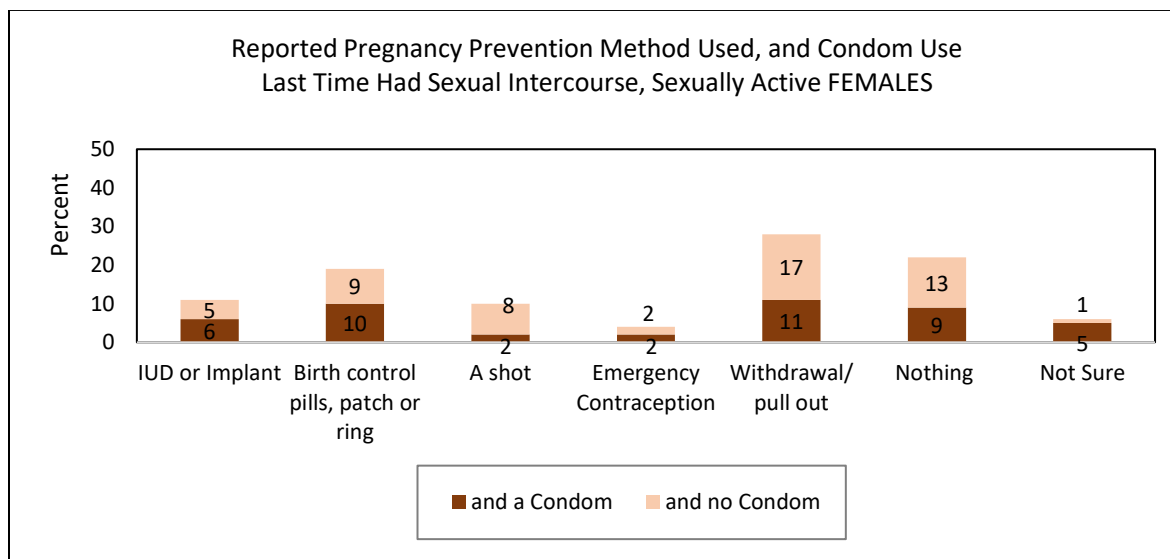 Reported Pregnancy Prevention Method Used, and Condom Use
Last Time Had Sexual Intercourse, Sexually Active FEMALES
Percent
50
40
30
20
10
0
5
6
9
10
8
2
2
2
17
11
13
9
1
5
IUD or Implant
Birth control
pills, patch or
ring
A shot
Emergency
Contraception
Withdrawal/
pull out
Nothing
Not Sure
and a Condom
and no Condom